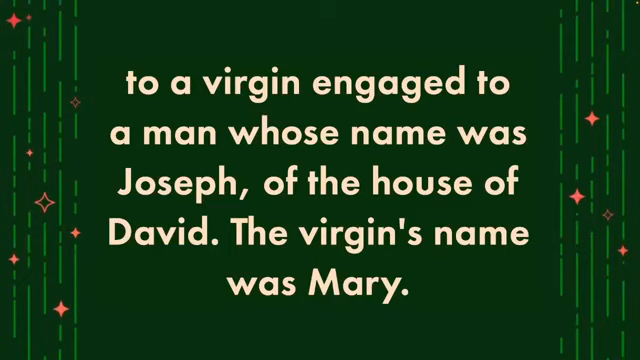 to a virgin engaged to
a man whose name was
Joseph, of the house of
David. The virgin's name
was Mary.